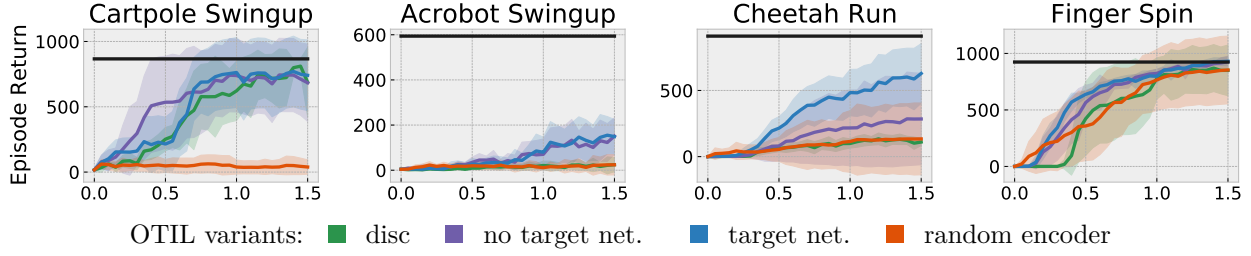 Cartpole Swingup Acrobot Swingup Cheetah Run Finger Spin
Episode Return
1000
500
0
0.0 0.5 1.0 1.5
600
400
200
0
0.0 0.5 1.0 1.5
500
0
0.0 0.5 1.0 1.5
1000
500
0
0.0 0.5 1.0 1.5
OTIL variants: disc no target net. target net. random encoder